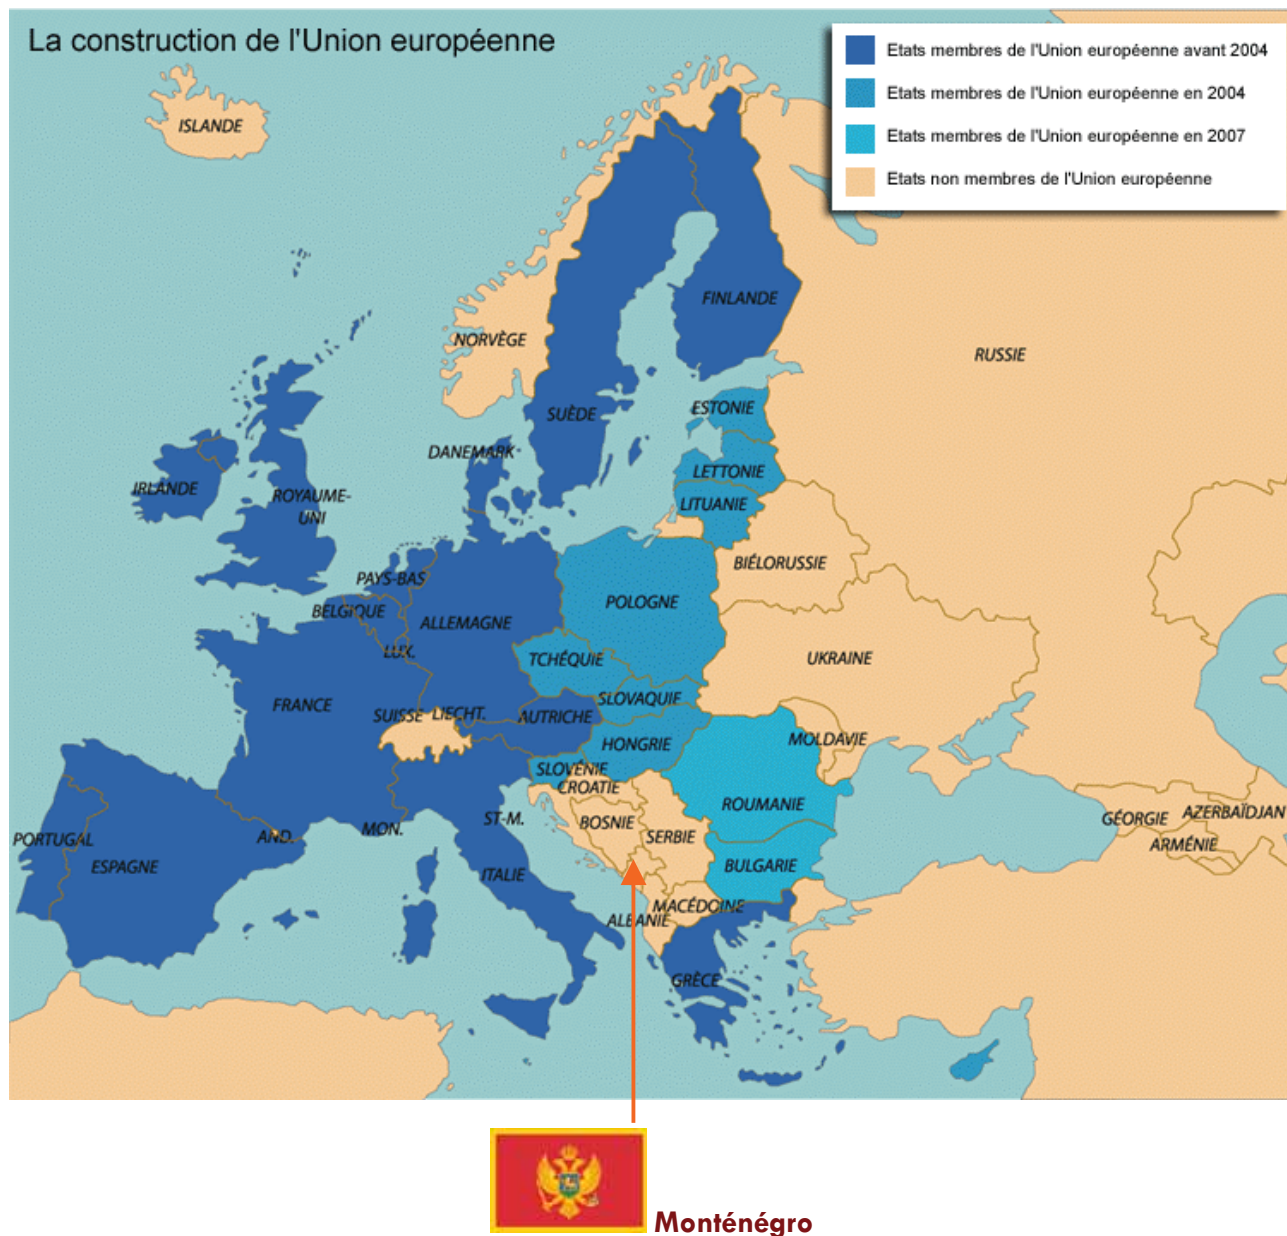 La construction de l'Union européenne
Etats membres de l'Union européenne avant 2004
Etats membres de l'Union européenne en 2004
Etats membres de l'Union européenne en 2007
Etats non membres de l'Union européenne
ISLANDE
NORVÈGE
FINLANDE
RUSSIE
SUÈDE
ESTONIE
DANEMARK
LETTONIE
IRLANDE
ROYAUME-
UNI
LITUANIE
BIÉLORUSSIE
PAYS-BAS
BELGIQUE
ALLEMAGNE
POLOGNE
LUX.
TCHÉQUIE
UKRAINE
FRANCE
SUISSE
LIECHT.
AUTRICHE
SLOVAQUIE
HONGRIE
MOLDAVIE
SLOVÉNIE
CROATIE
ROUMANIE
BOSNIE
SERBIE
ST-M.
MON.
AND.
PORTUGAL
ESPAGNE
ITALIE
BULGARIE
GÉORGIE
AZERBAÏDJAN
ARMÉNIE
MACÉDOINE
ALBANIE
GRÈCE
Monténégro